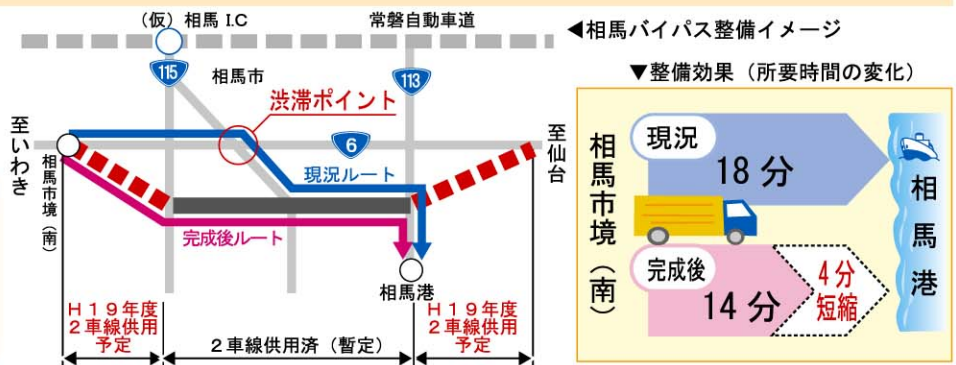 (仮)相馬 I.C
常磐自動車道
◀相馬バイパス整備イメージ
115
相馬市
113
▼整備効果(所要時間の変化)
渋滞ポイント
至いわき
6
至仙台
相馬市境(南)
現況ルート
完成後ルート
相馬港
H19年度
2車線供用
予定
2車線供用済(暫定)
H19年度
2車線供用
予定
相馬市境(南)
現況
18分
完成後
14分
4分
短縮
相馬港